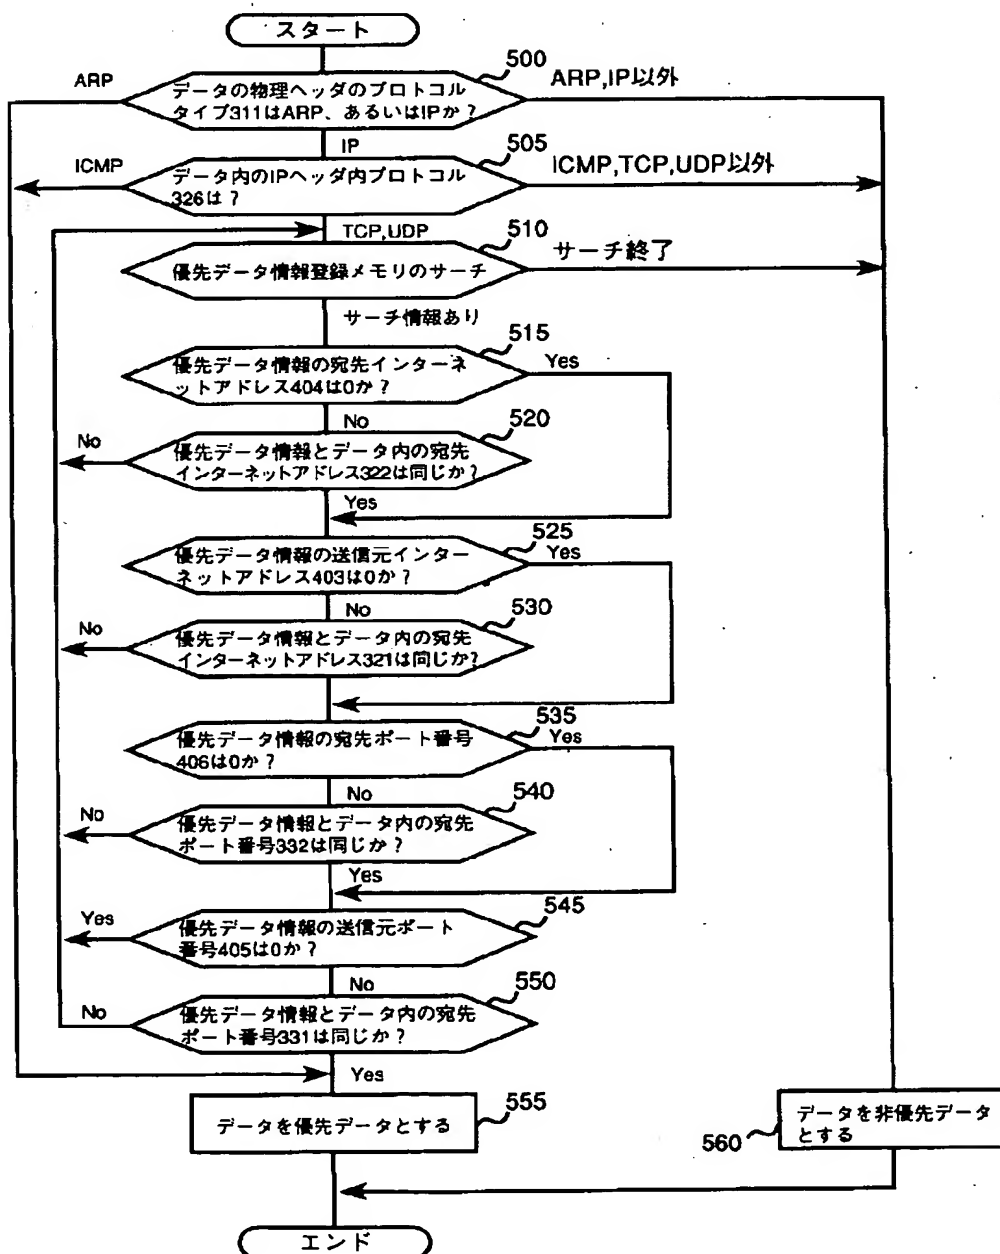 スタート
500
ARP
データの物理ヘッダのプロトコル
タイプ311はARP、あるいはIPか?
ARP,IP以外
IP
505
ICMP
データ内のIPヘッダ内プロトコル
326は?
ICMP,TCP,UDP以外
TCP,UDP
510
優先データ情報登録メモリのサーチ
サーチ終了
サーチ情報あり
515
優先データ情報の宛先インターネ
ットアドレス404は0か?
Yes
No
520
No
優先データ情報とデータ内の宛先
インターネットアドレス322は同じか?
Yes
525
優先データ情報の送信元インター
ネットアドレス403は0か?
Yes
No
530
No
優先データ情報とデータ内の宛先
インターネットアドレス321は同じか?
535
優先データ情報の宛先ポート番号
406は0か?
Yes
No
540
No
優先データ情報とデータ内の宛先
ポート番号332は同じか?
Yes
545
Yes
優先データ情報の送信元ポート
番号405は0か?
No
550
No
優先データ情報とデータ内の宛先
ポート番号331は同じか?
Yes
データを優先データとする
555
データを非優先データ
とする
560
エンド